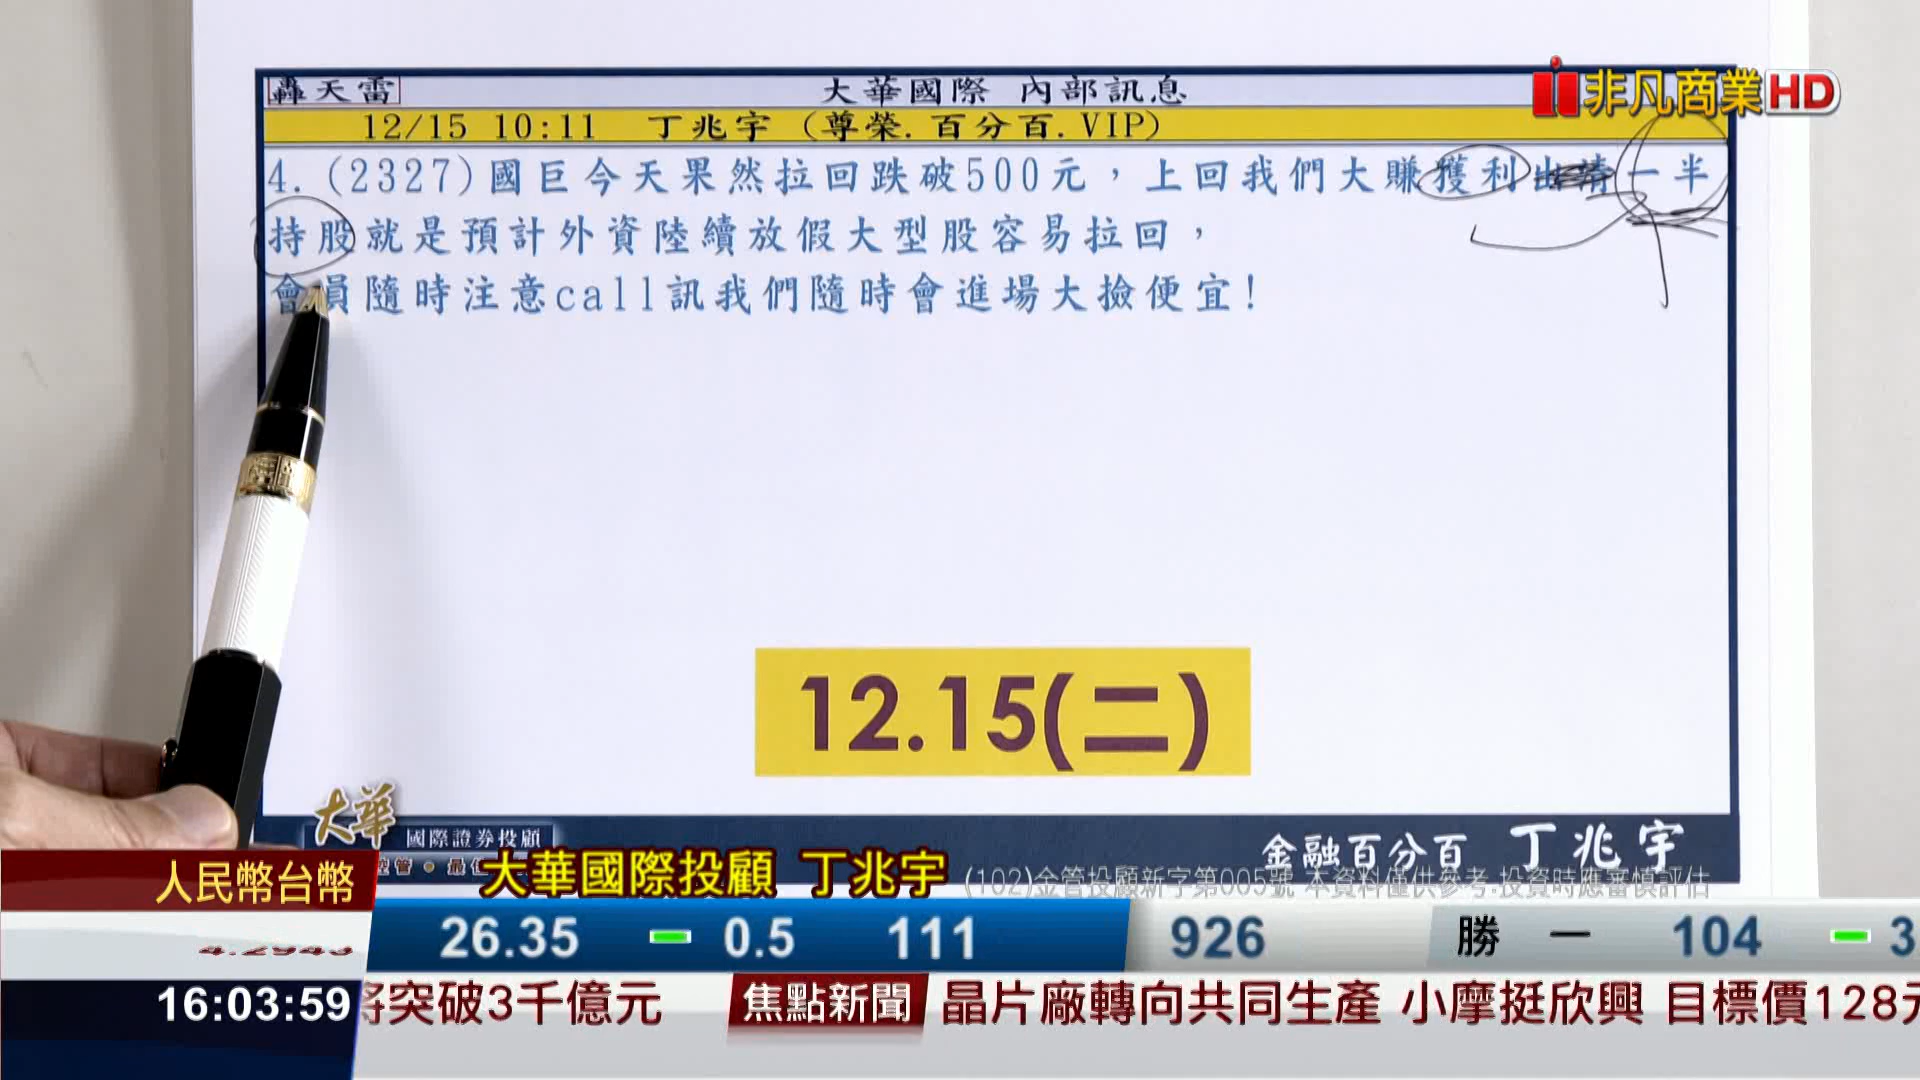 非凡商業HD
轟天雷 大華國際 內部訊息
12/15 10:11 丁兆宇 (尊榮.百分百.VIP)
4.(2327)國巨今天果然拉回跌破500元，上回我們大賺獲利出清一半
持股就是預計外資陸續放假大型股容易拉回，
會員隨時注意call訊我們隨時會進場大撿便宜!
12.15(二)
大華 國際證券投顧
金融百分百 丁兆宇
控管 • 最
大華國際投顧 丁兆宇
(102)金管投顧新字第005號 本資料僅供參考.投資時應審慎評估
人民幣台幣
26.35 0.5 111 926 勝一 104 3
16:03:59
將突破3千億元 焦點新聞 晶片廠轉向共同生產 小摩挺欣興 目標價128元